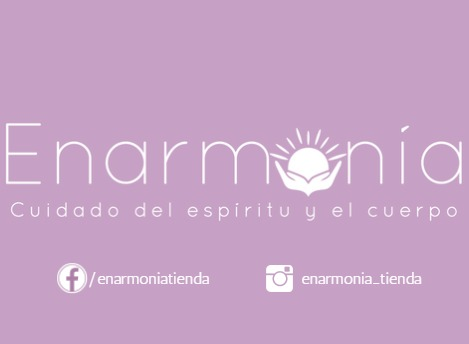 Enarmonía
Cuidado del espíritu y el cuerpo
/enarmoniatienda enarmonia_tienda